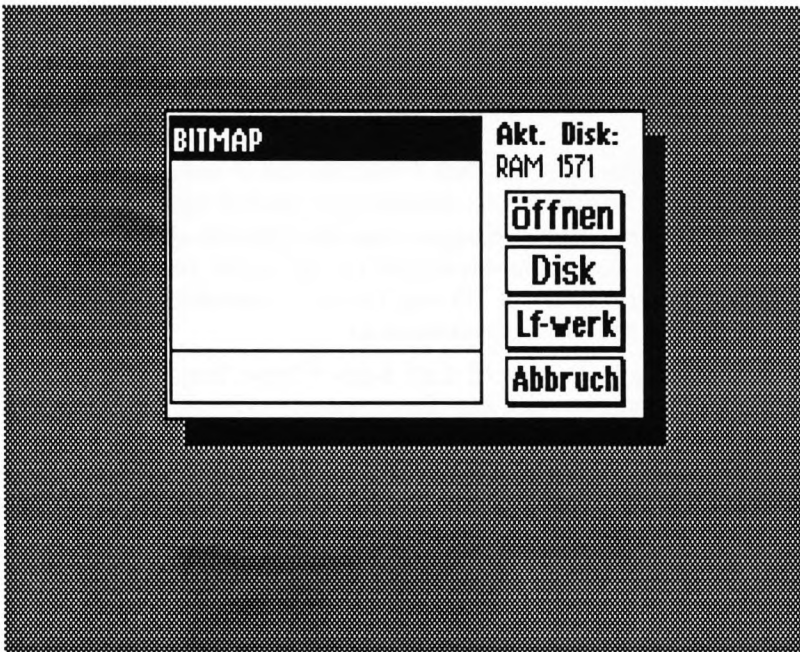 BITMAP
Akt. Disk:
RAM 1571
Öffnen
Disk
Lf-werk
Abbruch